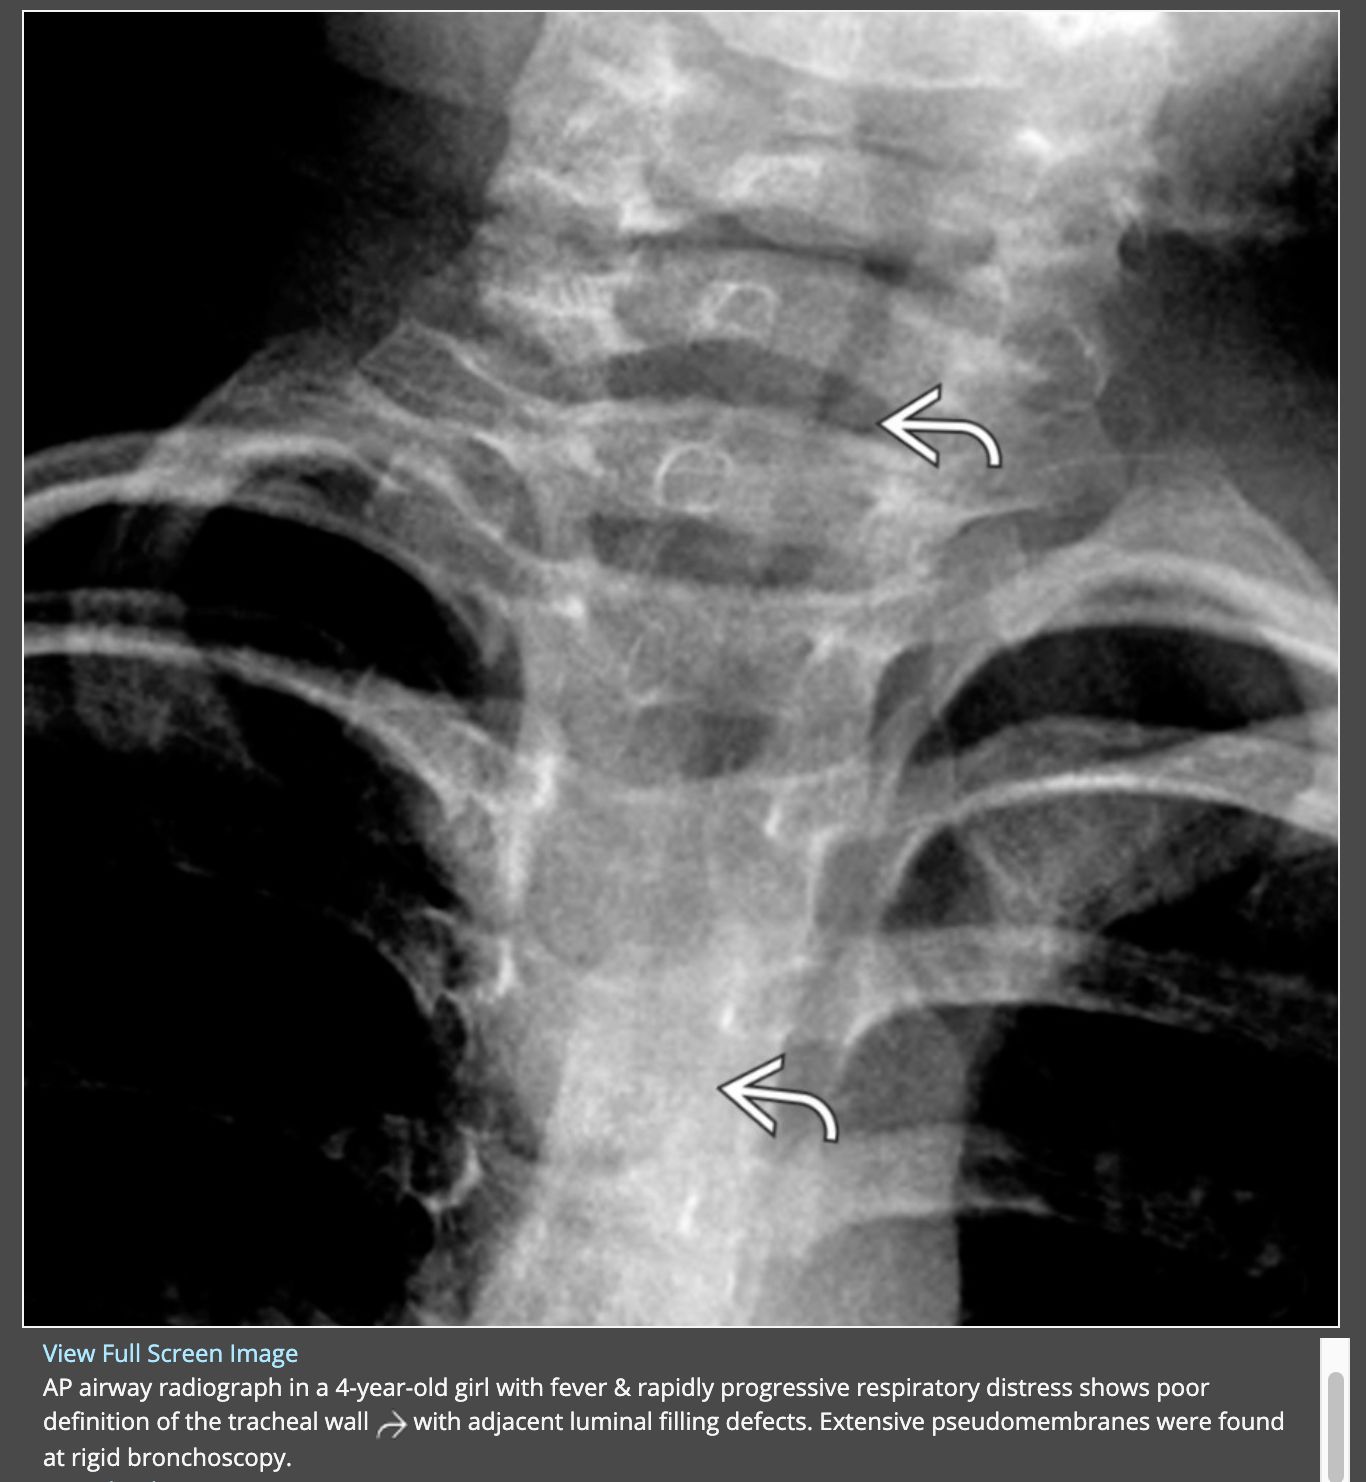 View Full Screen Image
AP airway radiograph in a 4-year-old girl with fever & rapidly progressive respiratory distress shows poor
definition of the tracheal wall with adjacent luminal filling defects. Extensive pseudomembranes were found
at rigid bronchoscopy.